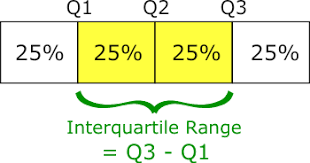 Q1 Q2 Q3
25% 25% 25% 25%
Interquartile Range
= Q3 - Q1